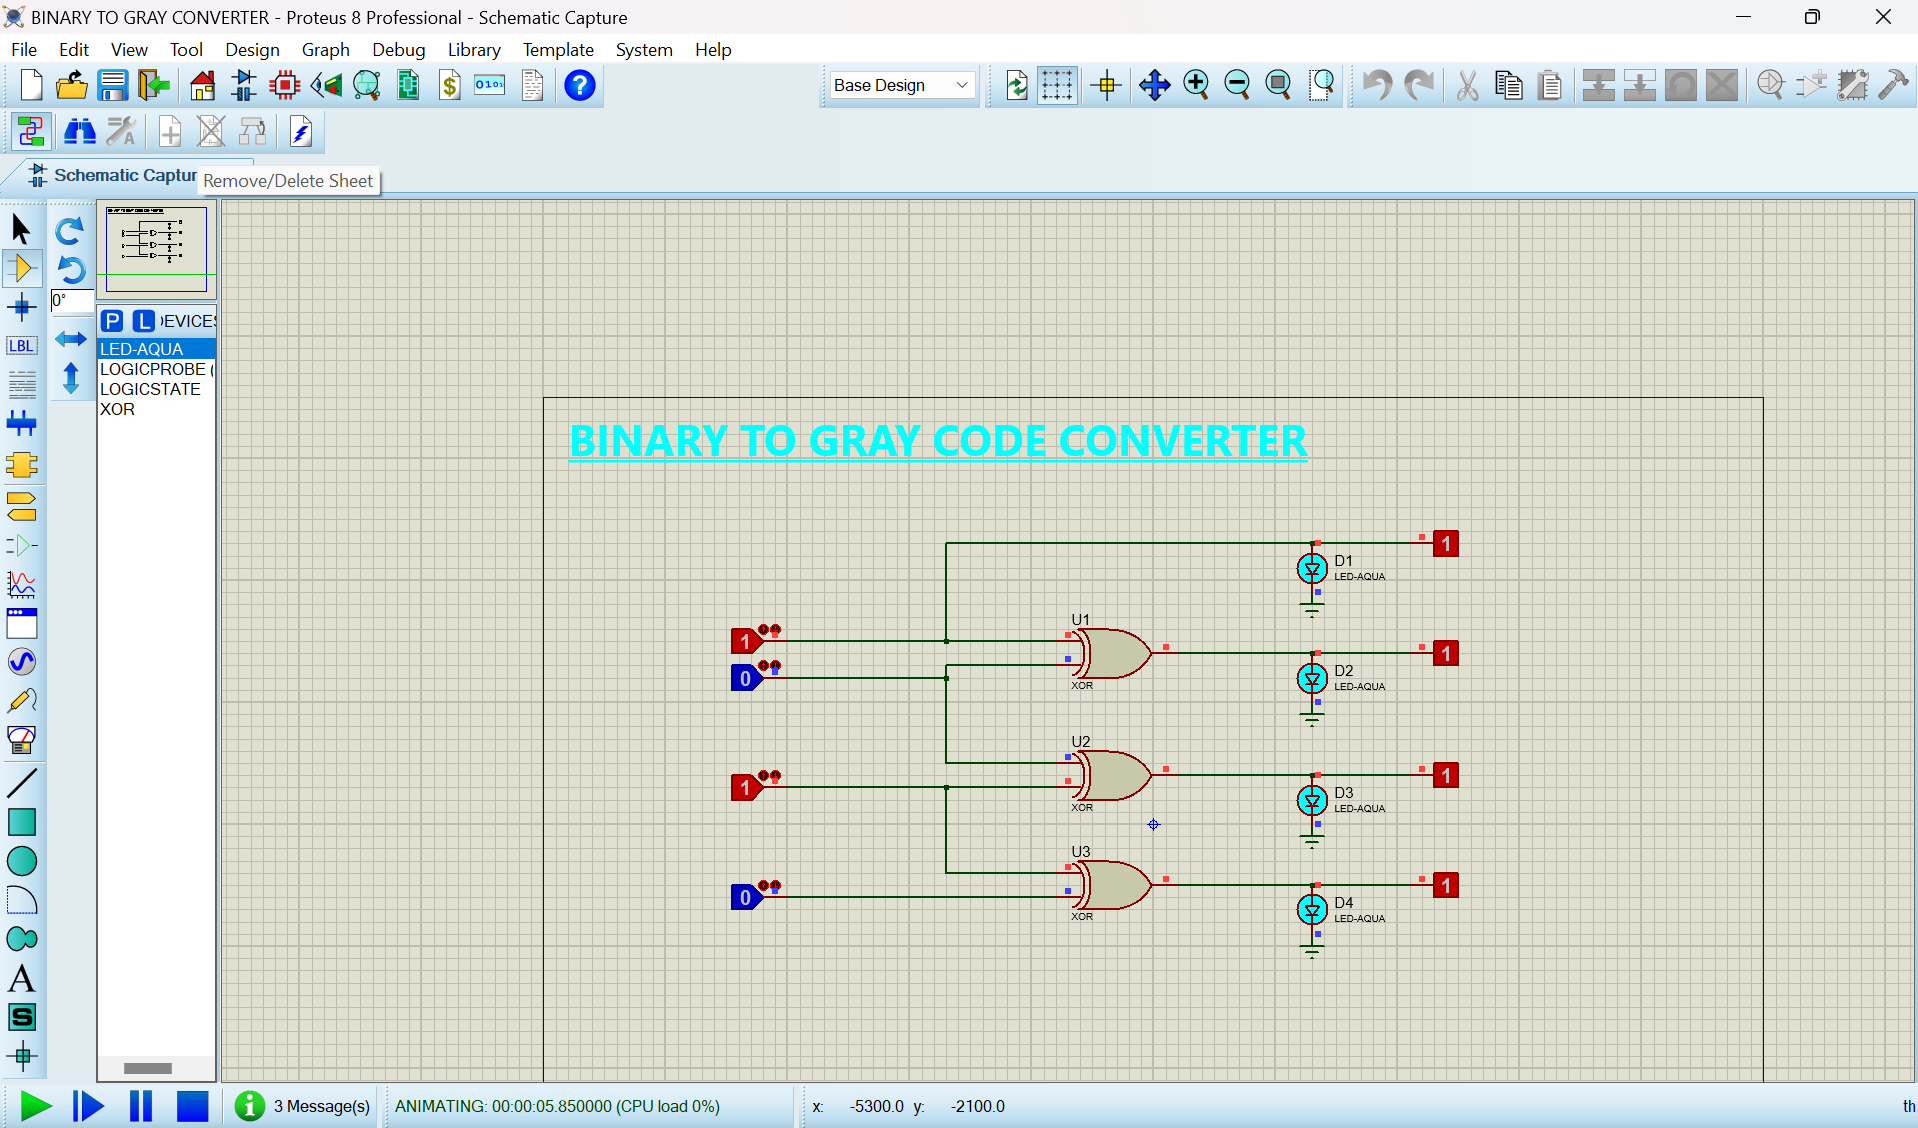 BINARY TO GRAY CONVERTER - Proteus 8 Professional - Schematic Capture
File Edit View Tool Design Graph Debug Library Template System Help
Base Design
Schematic Captur
Remove/Delete Sheet
0°
P L DEVICES
LED-AQUA
LOGICPROBE (
LOGICSTATE
XOR
LBL
BINARY TO GRAY CODE CONVERTER
1
D1
LED-AQUA
U1
1
0
XOR
1
D2
LED-AQUA
U2
1
XOR
1
D3
LED-AQUA
U3
0
XOR
1
D4
LED-AQUA
A
S
3 Message(s)
ANIMATING: 00:00:05.850000 (CPU load 0%)
x: -5300.0 y: -2100.0
th